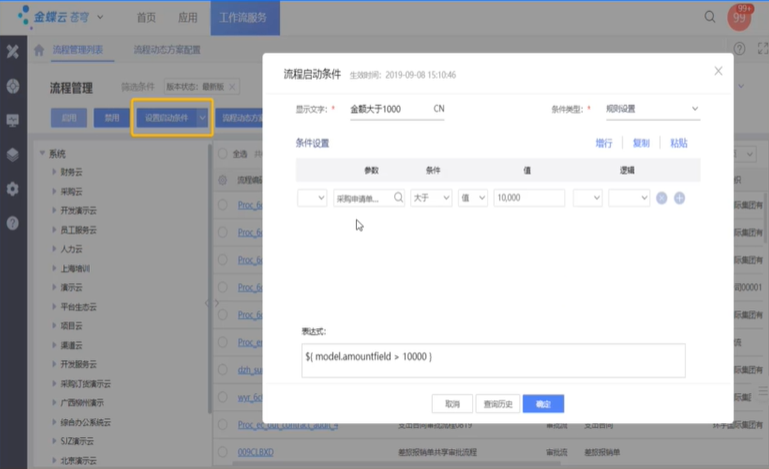 金蝶云 苍穹
首页
应用
工作流服务
99+
99
流程管理列表
流程动态方案配置
流程管理
筛选条件
版本状态: 最新版
启用
禁用
设置启动条件
流程动态方案
系统
财务云
采购云
开发演示云
员工服务云
人力云
上海培训
演示云
平台生态云
项目云
渠道云
开发服务云
采购订货演示云
广西柳州演示
综合办公系统云
SJZ演示云
北京演示云
全选
流程编码
Proc_6
Proc_6
Proc_6
Proc_6
Proc_6
Proc_e
dzh_su
wyr_6
009CLBXD
差旅报销单共享审批流程
审批流
差旅报销单
流程启动条件
生效时间: 2019-09-08 15:10:46
显示文字: *
金额大于1000
CN
条件类型: *
规则设置
条件设置
增行
复制
粘贴
参数
条件
值
逻辑
采购申请单...
大于
值
10,000
表达式:
${ model.amountfield > 10000 }
取消
查询历史
确定